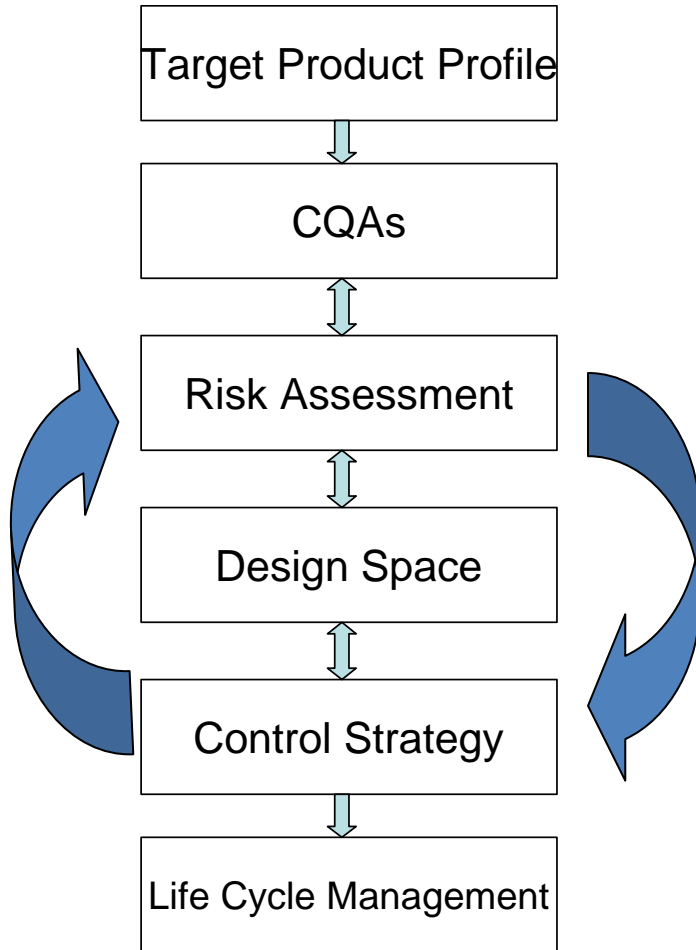 Target Product Profile
CQAs
Risk Assessment
Design Space
Control Strategy
Life Cycle Management